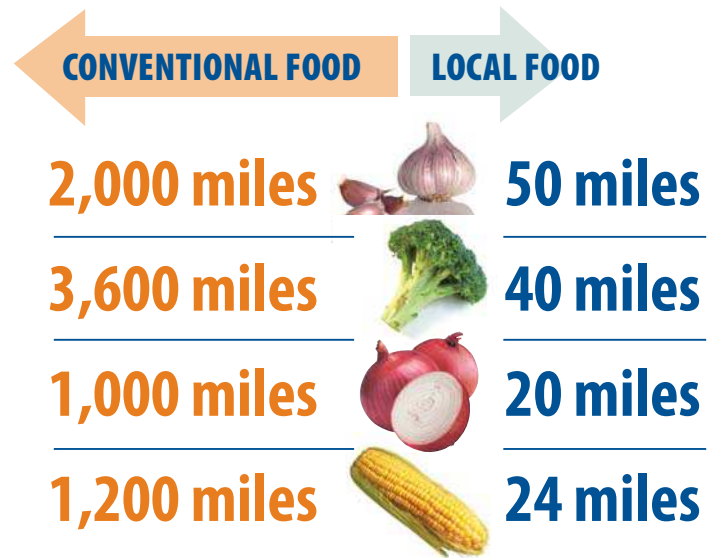 CONVENTIONAL FOOD LOCAL FOOD
2,000 miles 50 miles
3,600 miles 40 miles
1,000 miles 20 miles
1,200 miles 24 miles